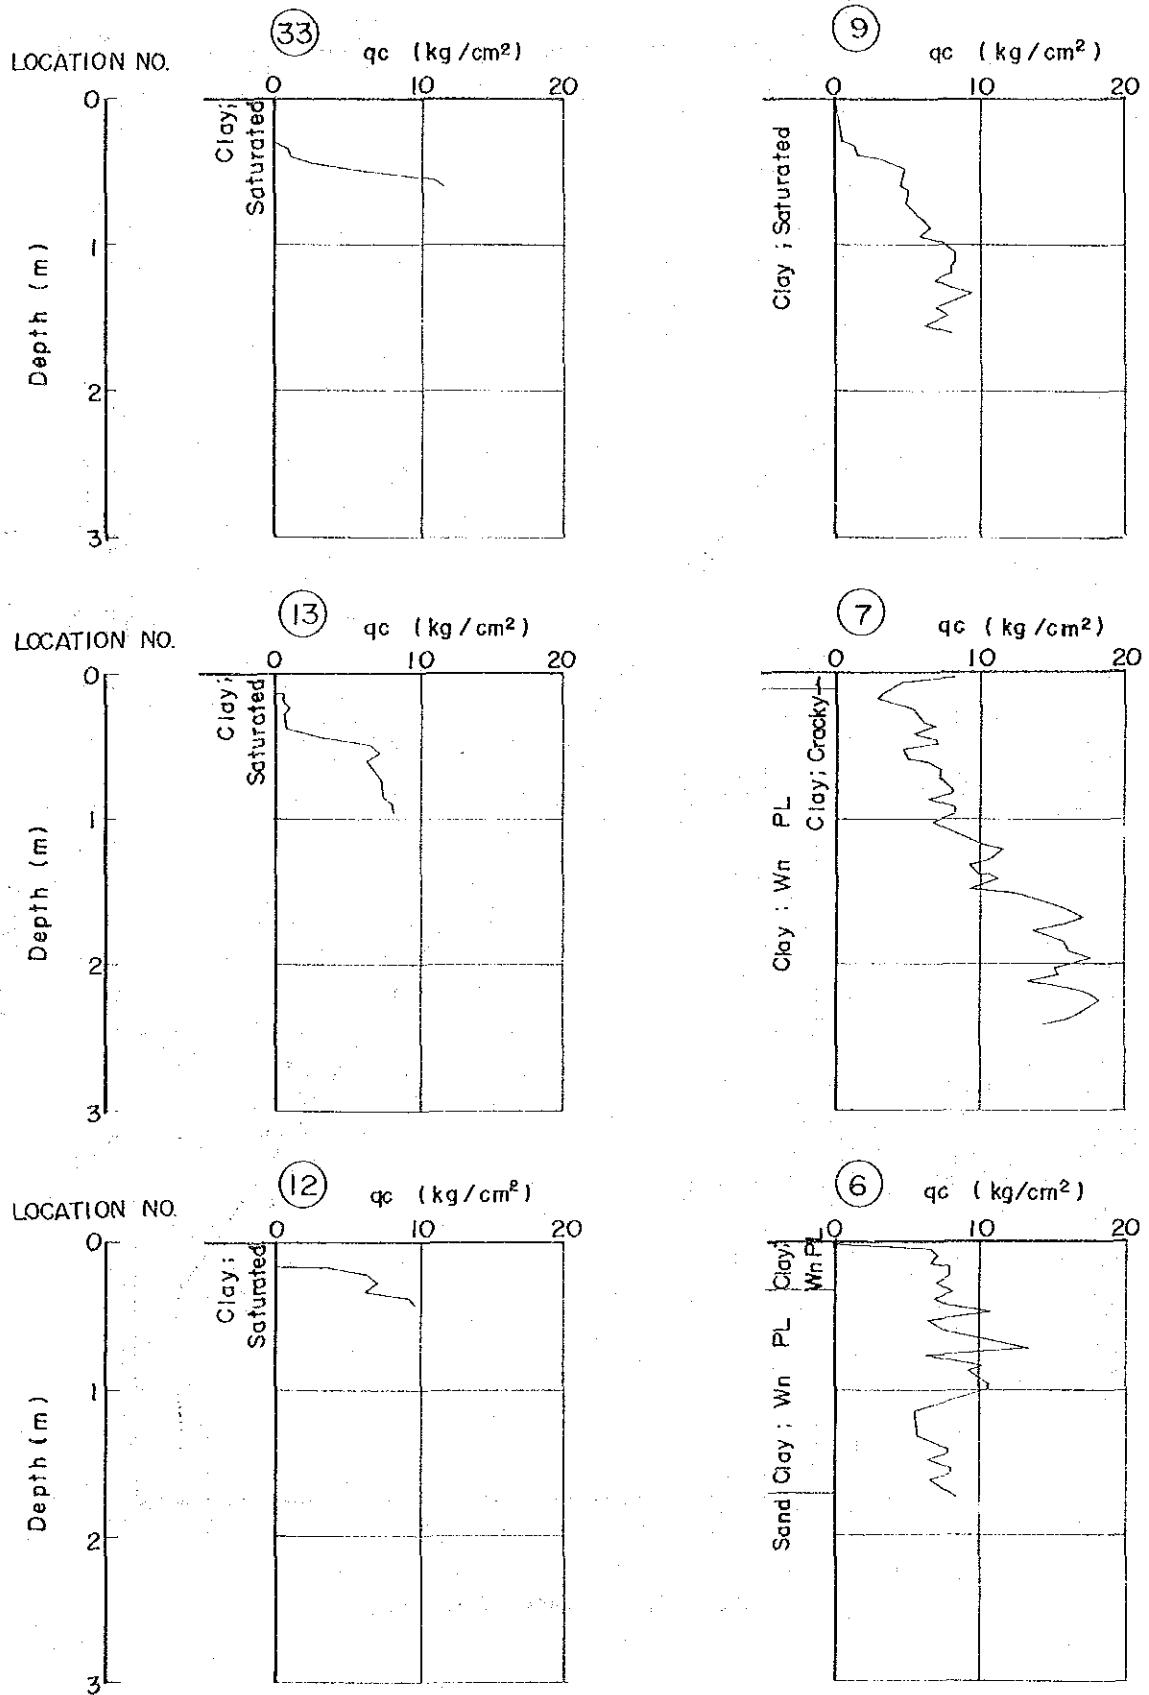 33
9
LOCATION NO.
qc (kg/cm²)
qc (kg/cm²)
0 10 20
0 10 20
0
1
2
3
Depth (m)
Clay;
Saturated
Clay ; Saturated
13
7
LOCATION NO.
qc (kg/cm²)
qc (kg/cm²)
0 10 20
0 10 20
0
1
2
3
Depth (m)
Clay;
Saturated
Clay; Cracky
Clay : Wn PL
12
6
LOCATION NO.
qc (kg/cm²)
qc (kg/cm²)
0 10 20
0 10 20
0
1
2
3
Depth (m)
Clay;
Saturated
Clay;
Wn PL
Clay ; Wn PL
Sand